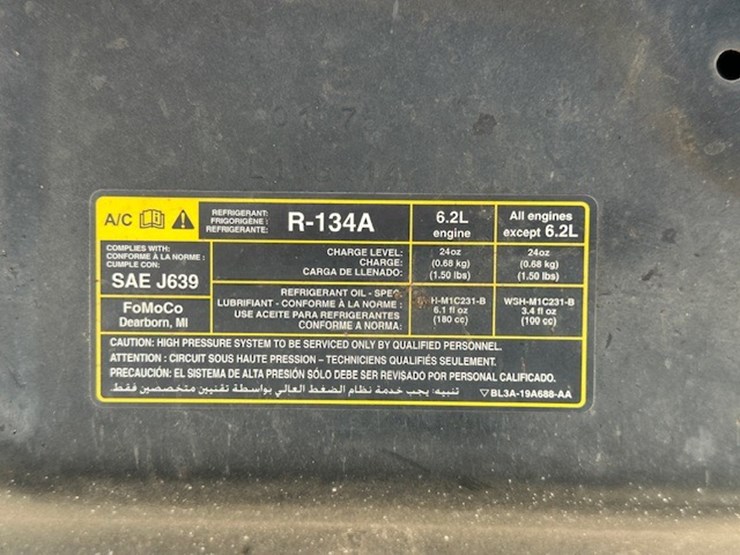 A/C
REFRIGERANT:
FRIGORIGÈNE :
REFRIGERANTE:
R-134A
6.2L
engine
All engines
except 6.2L
COMPLIES WITH:
CONFORME À LA NORME :
CUMPLE CON:
SAE J639
CHARGE LEVEL:
CHARGE:
CARGA DE LLENADO:
24oz
(0.68 kg)
(1.50 lbs)
24oz
(0.68 kg)
(1.50 lbs)
FoMoCo
Dearborn, MI
REFRIGERANT OIL - SPEC.
LUBRIFIANT - CONFORME À LA NORME :
USE ACEITE PARA REFRIGERANTES
CONFORME A NORMA:
H-M1C231-B
6.1 fl oz
(180 cc)
WSH-M1C231-B
3.4 fl oz
(100 cc)
CAUTION: HIGH PRESSURE SYSTEM TO BE SERVICED ONLY BY QUALIFIED PERSONNEL.
ATTENTION : CIRCUIT SOUS HAUTE PRESSION – TECHNICIENS QUALIFIÉS SEULEMENT.
PRECAUCIÓN: EL SISTEMA DE ALTA PRESIÓN SÓLO DEBE SER REVISADO POR PERSONAL CALIFICADO.
تنبيه: يجب خدمة نظام الضغط العالي بواسطة تقنيين متخصصين فقط.
▽BL3A-19A688-AA